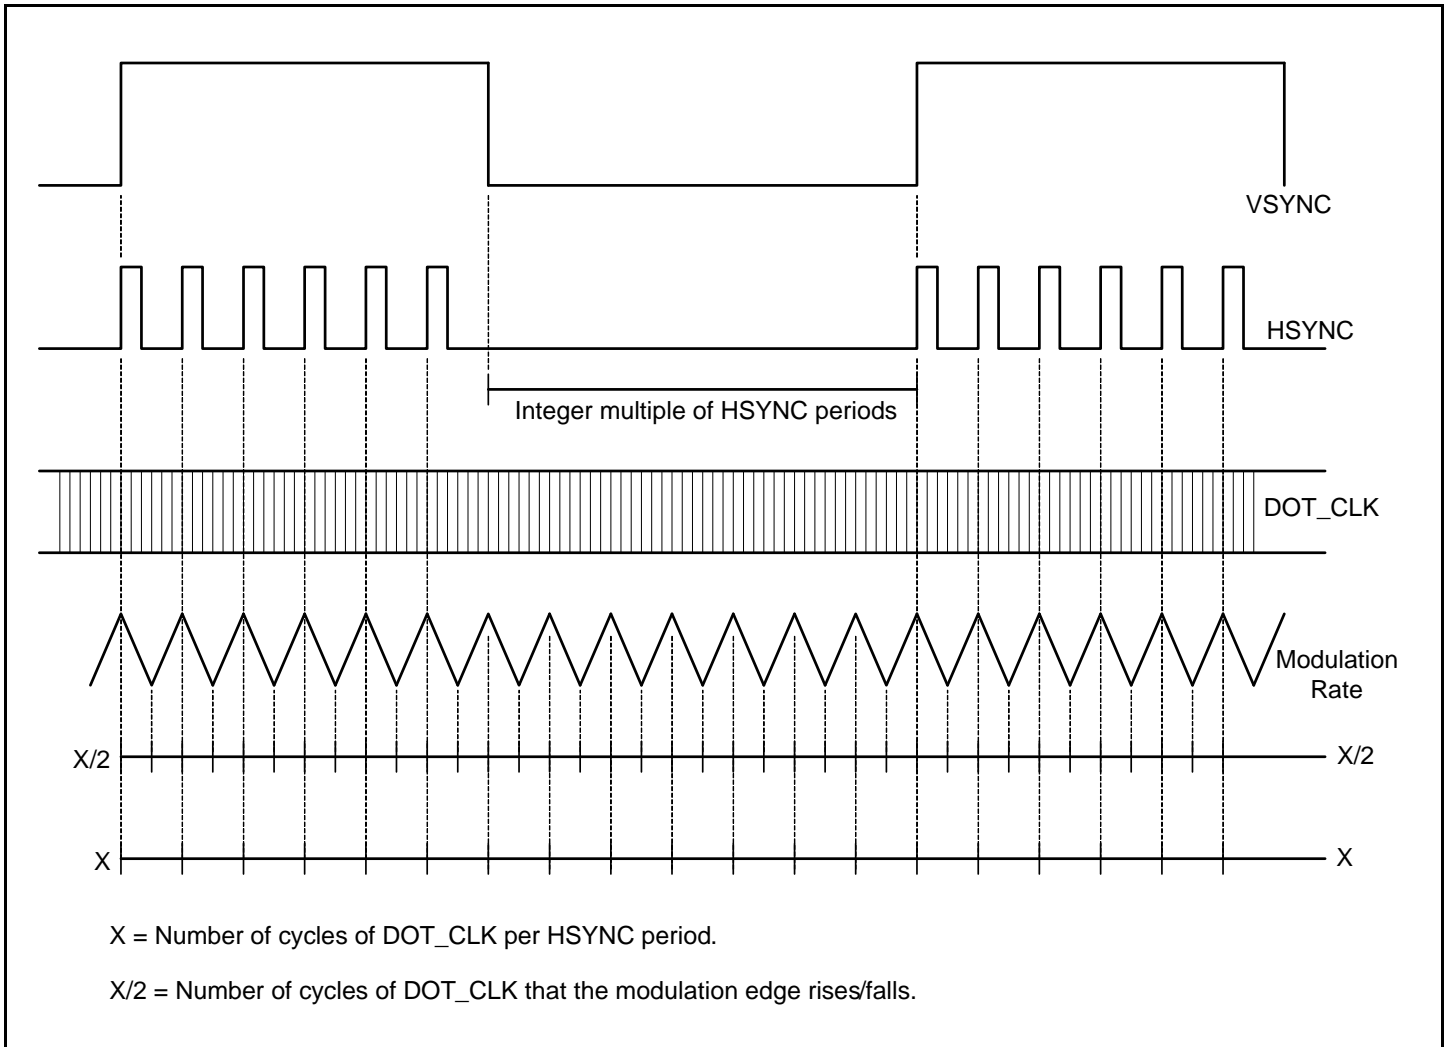 VSYNC
HSYNC
Integer multiple of HSYNC periods
DOT_CLK
Modulation
Rate
X/2
X/2
X
X
X = Number of cycles of DOT_CLK per HSYNC period.
X/2 = Number of cycles of DOT_CLK that the modulation edge rises/falls.